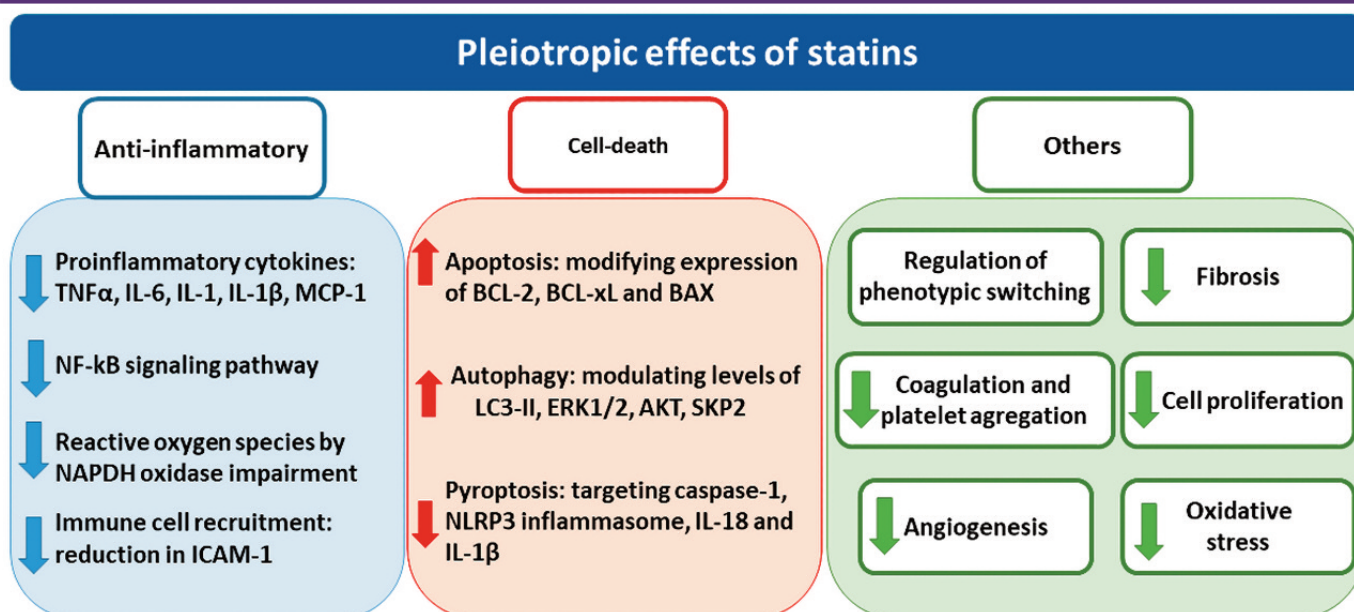 Pleiotropic effects of statins
Anti-inflammatory
Proinflammatory cytokines:
TNFα, IL-6, IL-1, IL-1β, MCP-1
NF-kB signaling pathway
Reactive oxygen species by
NAPDH oxidase impairment
Immune cell recruitment:
reduction in ICAM-1
Cell-death
Apoptosis: modifying expression
of BCL-2, BCL-xL and BAX
Autophagy: modulating levels of
LC3-II, ERK1/2, AKT, SKP2
Pyroptosis: targeting caspase-1,
NLRP3 inflammasome, IL-18 and
IL-1β
Others
Regulation of
phenotypic switching
Fibrosis
Coagulation and
platelet agregation
Cell proliferation
Angiogenesis
Oxidative
stress